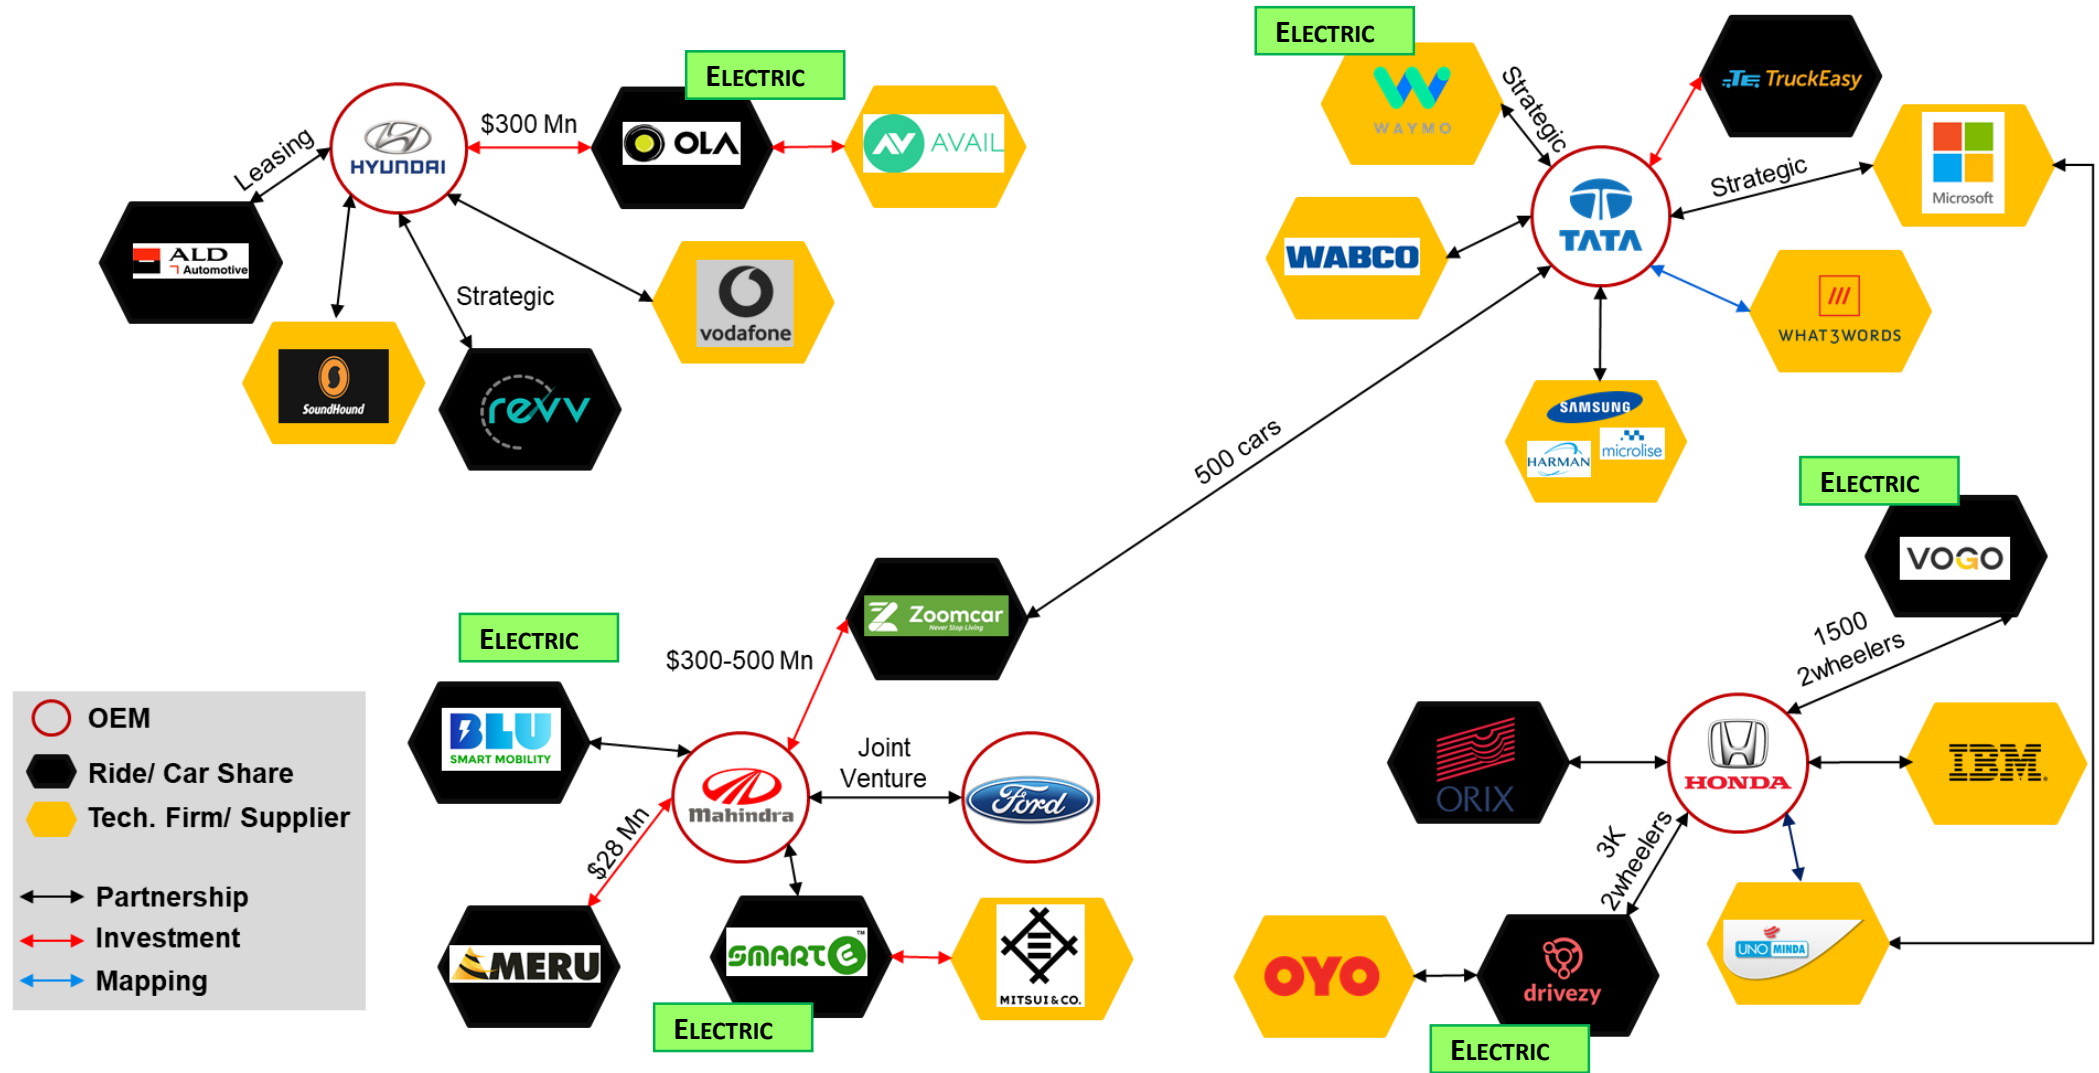 ELECTRIC
HYUNDAI
$300 Mn
OLA
AVAIL
Leasing
ALD
Automotive
SoundHound
Strategic
revv
vodafone
ELECTRIC
WAYMO
Strategic
TE TruckEasy
Strategic
Microsoft
TATA
WABCO
WHAT3WORDS
SAMSUNG
HARMAN
microlise
500 cars
ELECTRIC
VOGO
1500
2wheelers
Zoomcar
Never Stop Living
$300-500 Mn
ELECTRIC
BLU
SMART MOBILITY
Mahindra
Joint
Venture
Ford
$28 Mn
MERU
SMART E
TM
ELECTRIC
MITSUI & CO.
ORIX
HONDA
IBM
3K
2wheelers
UNO MINDA
OYO
drivezy
ELECTRIC
OEM
Ride/ Car Share
Tech. Firm/ Supplier
Partnership
Investment
Mapping